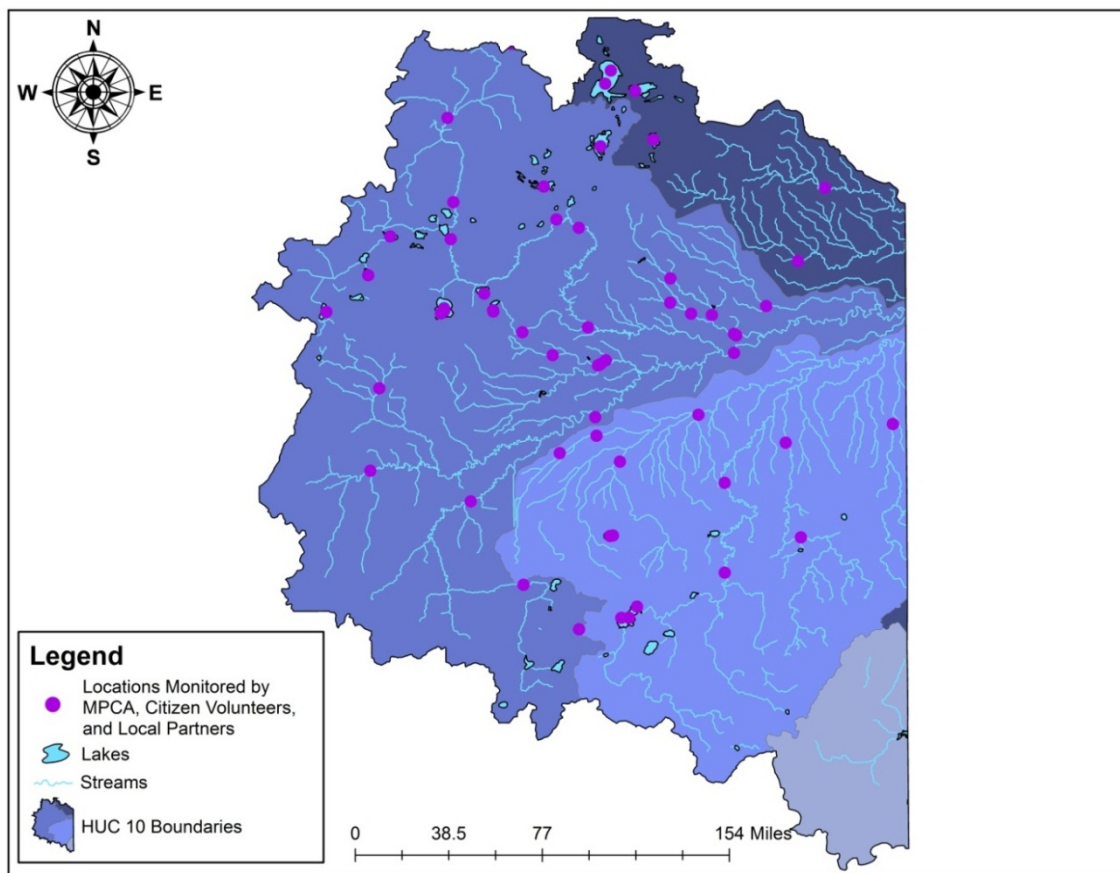 N
W E
S
Legend
Locations Monitored by
MPCA, Citizen Volunteers,
and Local Partners
Lakes
Streams
HUC 10 Boundaries
0 38.5 77 154 Miles